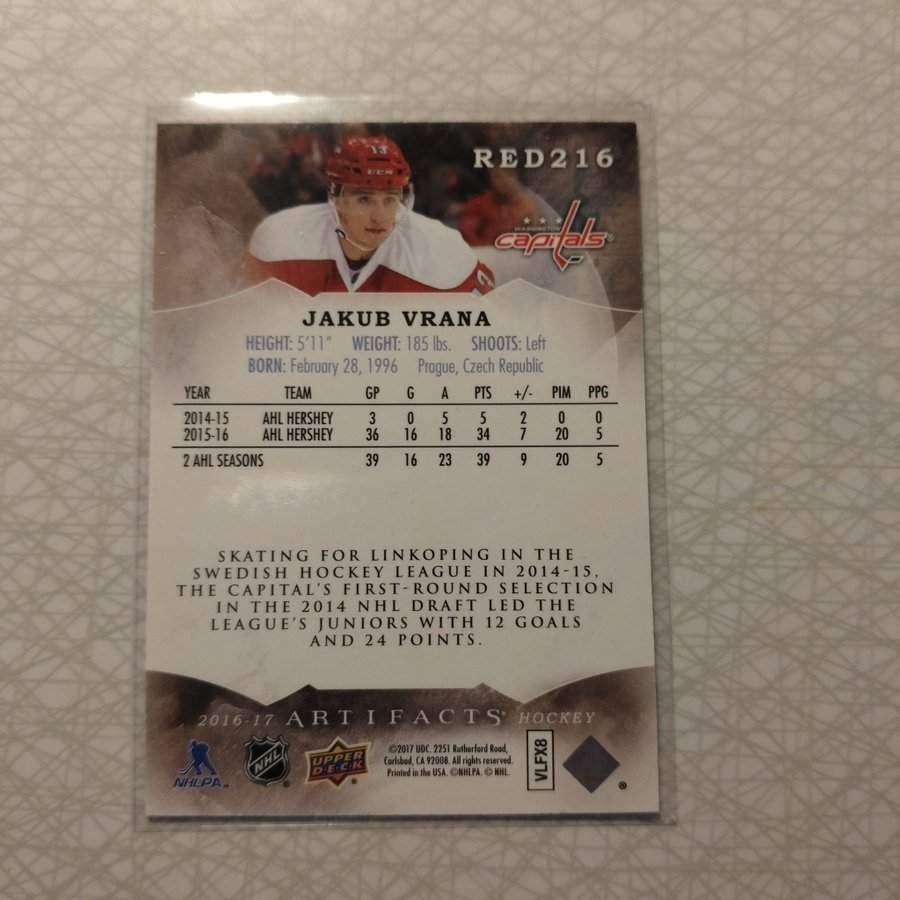 13
CCM
RED216
WASHINGTON
capitals®
JAKUB VRANA
HEIGHT: 5'11" WEIGHT: 185 lbs. SHOOTS: Left
BORN: February 28, 1996 Prague, Czech Republic
YEAR TEAM GP G A PTS +/- PIM PPG
2014-15 AHL HERSHEY 3 0 5 5 2 0 0
2015-16 AHL HERSHEY 36 16 18 34 7 20 5
2 AHL SEASONS 39 16 23 39 9 20 5
SKATING FOR LINKOPING IN THE
SWEDISH HOCKEY LEAGUE IN 2014-15,
THE CAPITAL'S FIRST-ROUND SELECTION
IN THE 2014 NHL DRAFT LED THE
LEAGUE'S JUNIORS WITH 12 GOALS
AND 24 POINTS.
2016-17 ARTIFACTS® HOCKEY
NHLPA™
NHL®
UPPER DECK®
©2017 UDC. 2251 Rutherford Road,
Carlsbad, CA 92008. All rights reserved.
Printed in the USA. ©NHLPA. © NHL.
VLFX8
®